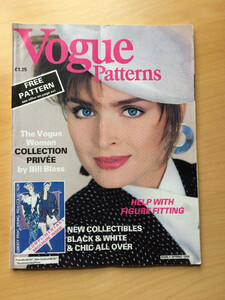 Vogue
Patterns
£1.25
FREE
PATTERN
The Vogue
Woman
COLLECTION
PRIVÉE
by Bill Blass
HELP WITH
FIGURE FITTING
NEW COLLECTIBLES
BLACK & WHITE
& CHIC ALL OVER